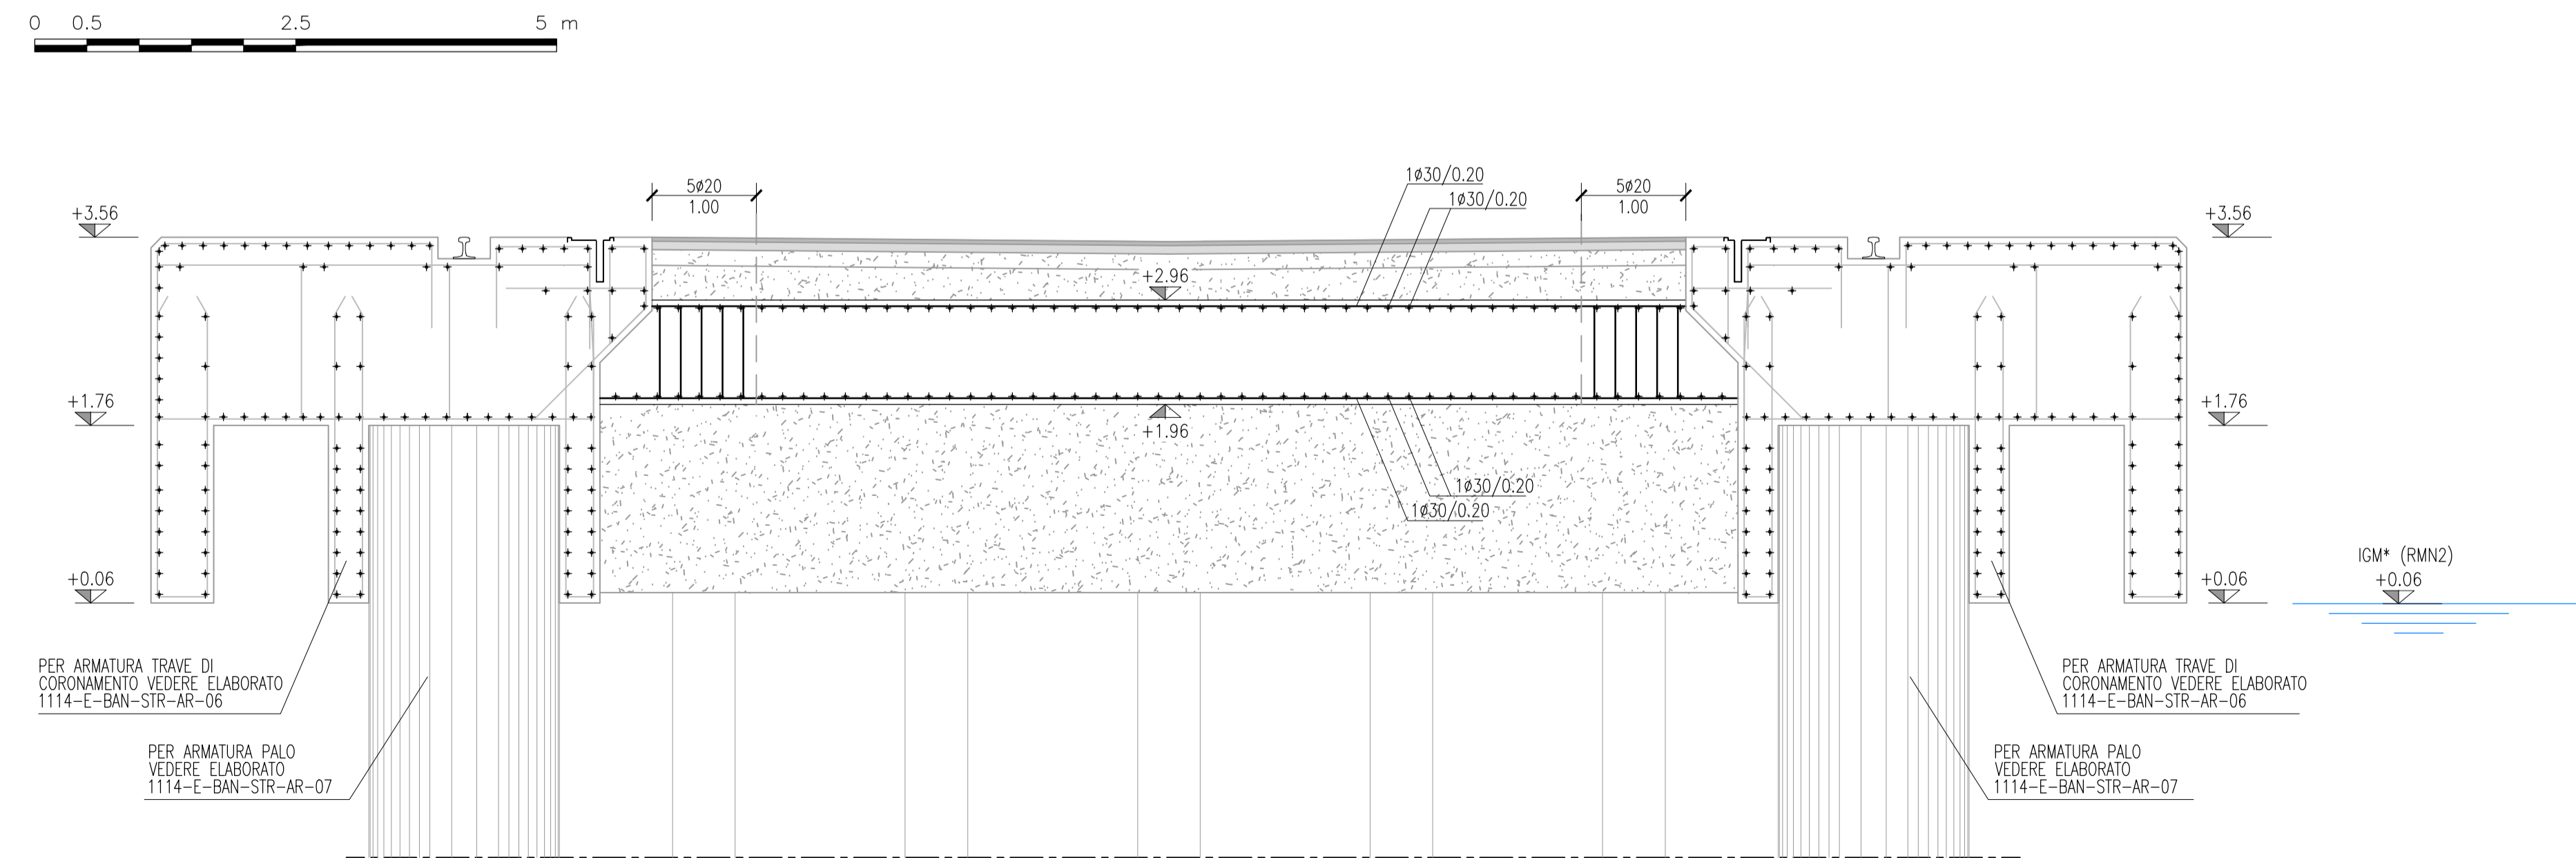 0 0.5 2.5 5 m
1ø30/0.20
1ø30/0.20
5ø20
1.00
5ø20
1.00
+3.56
+3.56
+2.96
+1.76
+1.76
+1.96
1ø30/0.20
1ø30/0.20
IGM* (RMN2)
+0.06
+0.06
+0.06
PER ARMATURA TRAVE DI
CORONAMENTO VEDERE ELABORATO
1114-E-BAN-STR-AR-06
PER ARMATURA TRAVE DI
CORONAMENTO VEDERE ELABORATO
1114-E-BAN-STR-AR-06
PER ARMATURA PALO
VEDERE ELABORATO
1114-E-BAN-STR-AR-07
PER ARMATURA PALO
VEDERE ELABORATO
1114-E-BAN-STR-AR-07